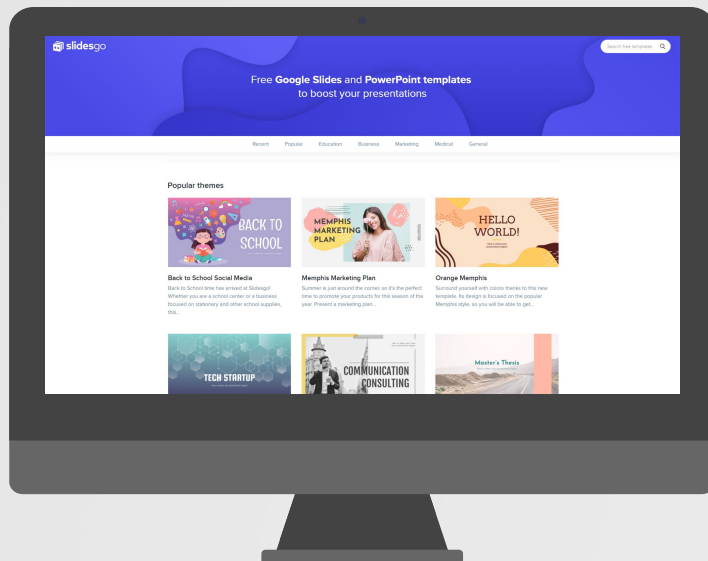 slidesgo
Search free templates
Free Google Slides and PowerPoint templates
to boost your presentations
Recent Popular Education Business Marketing Medical General
Popular themes
BACK TO
SCHOOL
MEMPHIS
MARKETING
PLAN
HELLO
WORLD!
Back to School Social Media
Back to School time has arrived at Slidesgo!
Whether you are a school center or a business
focused on stationary and other school supplies,
this...
Memphis Marketing Plan
Summer is just around the corner, so it's the perfect
time to promote your products for this season of the
year. Present a marketing plan...
Orange Memphis
Surround yourself with colors thanks to this new
template. Its design is focused on the popular
Memphis style, so you will be able to get...
TECH STARTUP
COMMUNICATION
CONSULTING
Master's Thesis